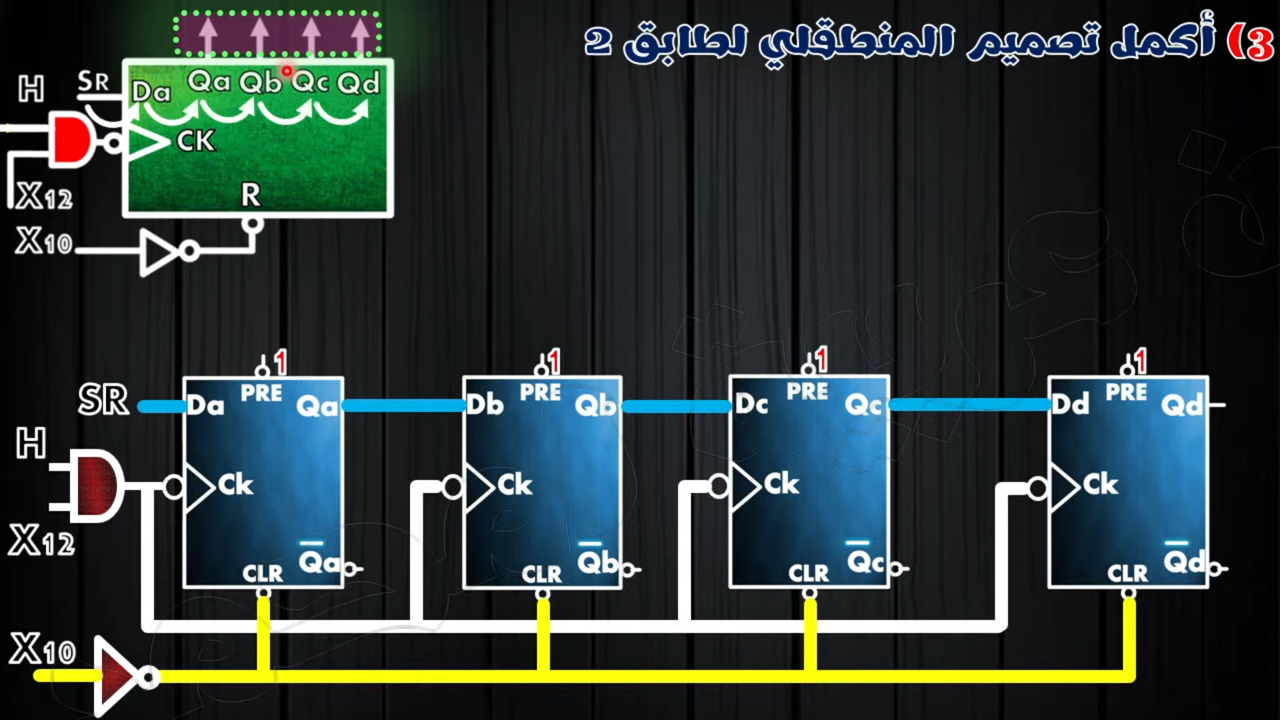 3) أكمل تصميم المنطقلي لطابق 2
H
SR
Da
Qa Qb Qc Qd
CK
X12
R
X10
1 1 1 1
SR
PRE PRE PRE PRE
Da Qa Db Qb Dc Qc Dd Qd
H
Ck Ck Ck Ck
X12
Qa Qb Qc Qd
CLR CLR CLR CLR
X10